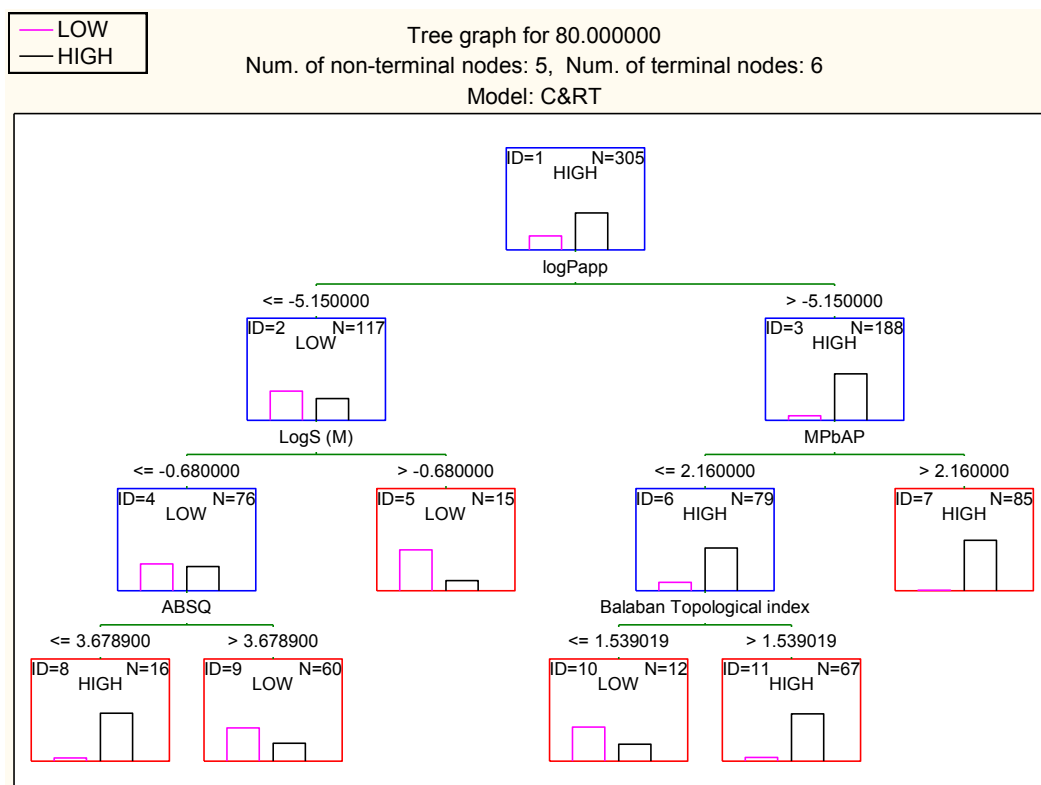 LOW
HIGH
Tree graph for 80.000000
Num. of non-terminal nodes: 5, Num. of terminal nodes: 6
Model: C&RT
ID=1 N=305
HIGH
logPapp
<= -5.150000 > -5.150000
ID=2 N=117 ID=3 N=188
LOW HIGH
LogS (M) MPbAP
<= -0.680000 > -0.680000 <= 2.160000 > 2.160000
ID=4 N=76 ID=5 N=15 ID=6 N=79 ID=7 N=85
LOW LOW HIGH HIGH
ABSQ Balaban Topological index
<= 3.678900 > 3.678900 <= 1.539019 > 1.539019
ID=8 N=16 ID=9 N=60 ID=10 N=12 ID=11 N=67
HIGH LOW LOW HIGH